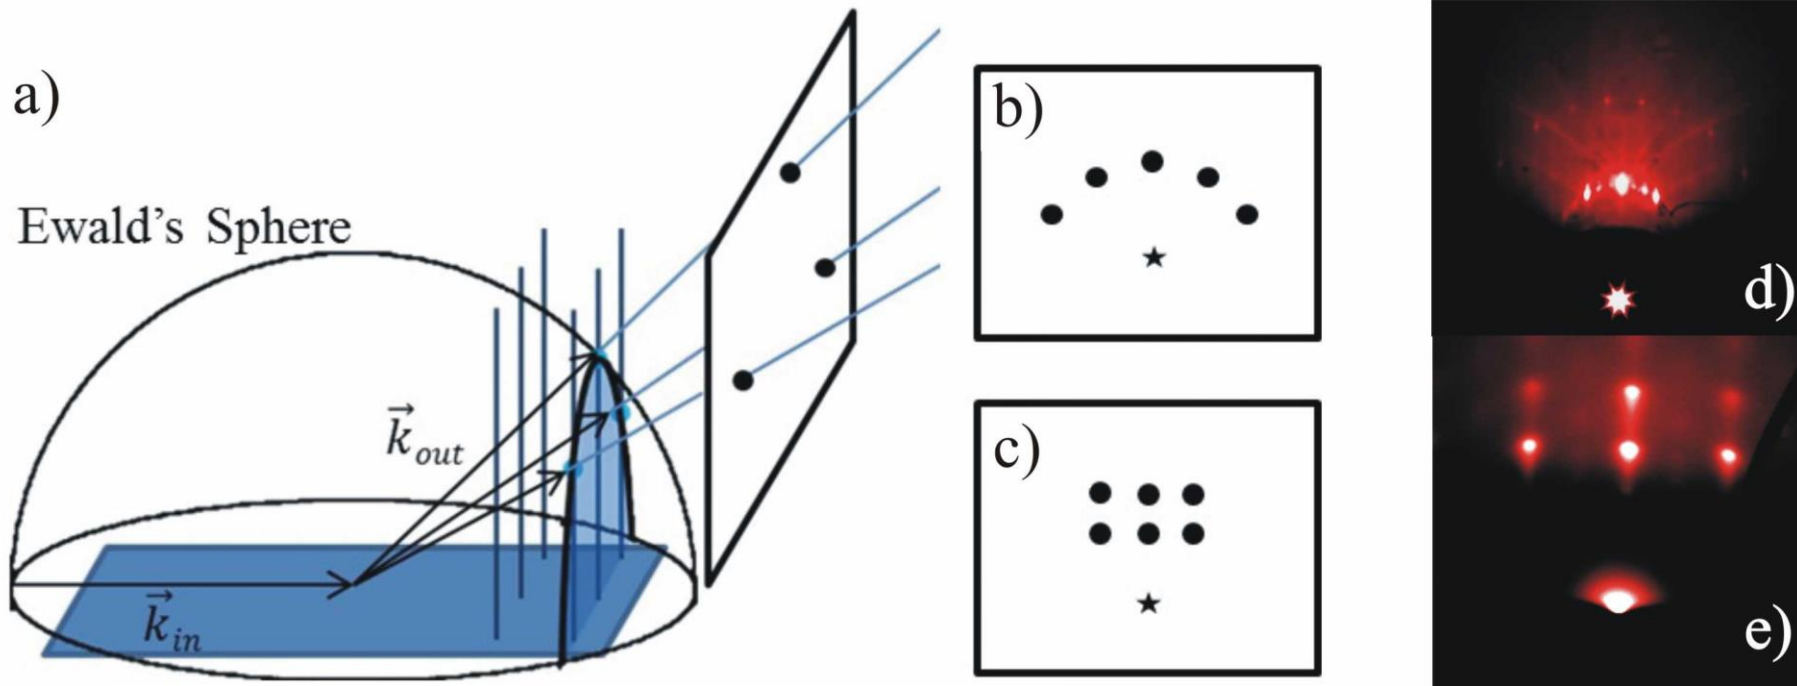 a)
Ewald's Sphere
k⃗out
k⃗in
b)
c)
d)
e)